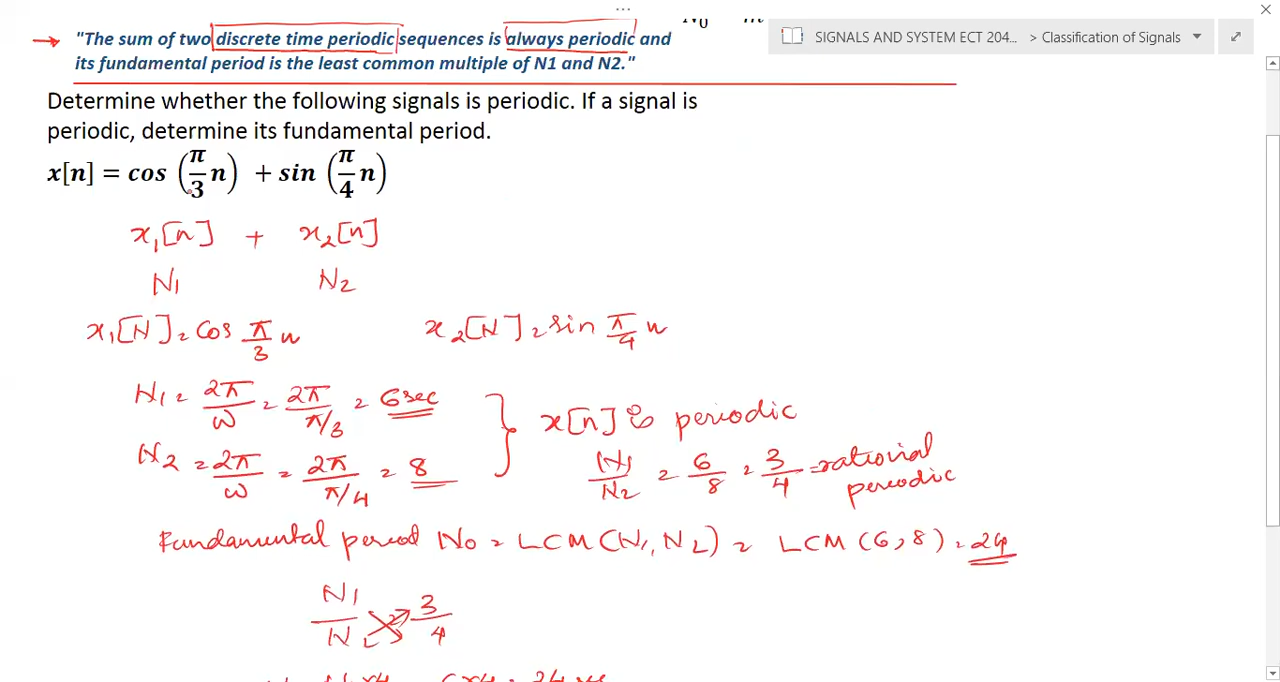 N0 m
"The sum of two discrete time periodic sequences is always periodic and
its fundamental period is the least common multiple of N1 and N2."
SIGNALS AND SYSTEM ECT 204... > Classification of Signals
Determine whether the following signals is periodic. If a signal is
periodic, determine its fundamental period.
x[n] = cos (π/3 n) + sin (π/4 n)
x₁[n] + x₂[n]
N₁ N₂
x₁[N] = cos π/3 n x₂[N] = sin π/4 n
N₁ = 2π/ω = 2π/π/3 = 6 sec
x[n] is periodic
N₂ = 2π/ω = 2π/π/4 = 8
N₁/N₂ = 6/8 = 3/4 = rational
periodic
Fundamental period N₀ = LCM(N₁, N₂) = LCM(6, 8) = 24
N₁/N₂ 3/4